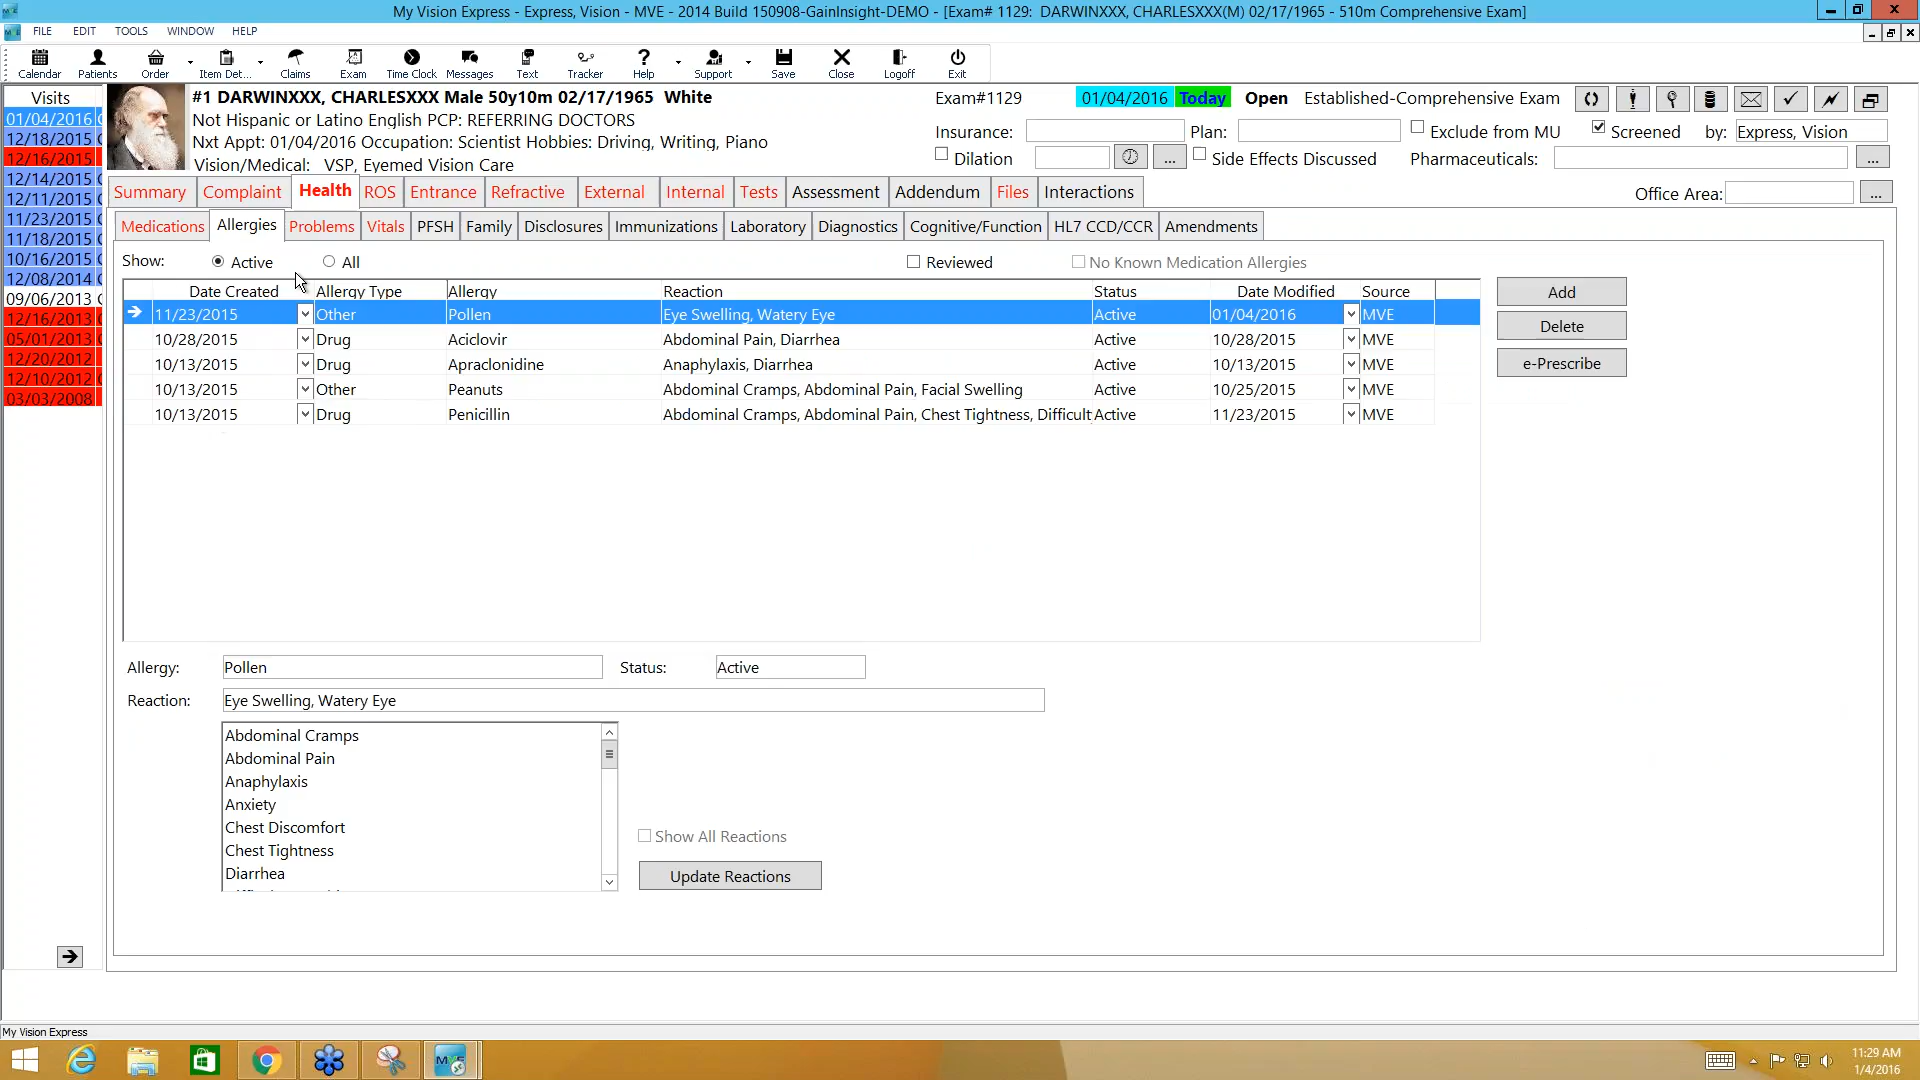 My Vision Express - Express, Vision - MVE - 2014 Build 150908-GainInsight-DEMO - [Exam# 1129: DARWINXXX, CHARLESXXX(M) 02/17/1965 - 510m Comprehensive Exam]
FILE EDIT TOOLS WINDOW HELP
Calendar Patients Order Item Det... Claims Exam Time Clock Messages Text Tracker Help Support Save Close Logoff Exit
Visits
01/04/2016
12/18/2015
12/16/2015
12/14/2015
12/11/2015
11/23/2015
11/18/2015
10/16/2015
12/08/2014
09/06/2013
12/16/2013
05/01/2013
12/20/2012
12/10/2012
03/03/2008
#1 DARWINXXX, CHARLESXXX Male 50y10m 02/17/1965 White
Not Hispanic or Latino English PCP: REFERRING DOCTORS
Nxt Appt: 01/04/2016 Occupation: Scientist Hobbies: Driving, Writing, Piano
Vision/Medical: VSP, Eyemed Vision Care
Exam#1129 01/04/2016 Today Open Established-Comprehensive Exam
Insurance: Plan: Exclude from MU Screened by: Express, Vision
Dilation ... Side Effects Discussed Pharmaceuticals: ...
Office Area: ...
Summary Complaint Health ROS Entrance Refractive External Internal Tests Assessment Addendum Files Interactions
Medications Allergies Problems Vitals PFSH Family Disclosures Immunizations Laboratory Diagnostics Cognitive/Function HL7 CCD/CCR Amendments
Show: Active All Reviewed No Known Medication Allergies
Date Created Allergy Type Allergy Reaction Status Date Modified Source
11/23/2015 Other Pollen Eye Swelling, Watery Eye Active 01/04/2016 MVE
10/28/2015 Drug Aciclovir Abdominal Pain, Diarrhea Active 10/28/2015 MVE
10/13/2015 Drug Apraclonidine Anaphylaxis, Diarrhea Active 10/13/2015 MVE
10/13/2015 Other Peanuts Abdominal Cramps, Abdominal Pain, Facial Swelling Active 10/25/2015 MVE
10/13/2015 Drug Penicillin Abdominal Cramps, Abdominal Pain, Chest Tightness, Difficult Active 11/23/2015 MVE
Add
Delete
e-Prescribe
Allergy: Pollen Status: Active
Reaction: Eye Swelling, Watery Eye
Abdominal Cramps
Abdominal Pain
Anaphylaxis
Anxiety
Chest Discomfort
Chest Tightness
Diarrhea
Show All Reactions
Update Reactions
My Vision Express
11:29 AM
1/4/2016